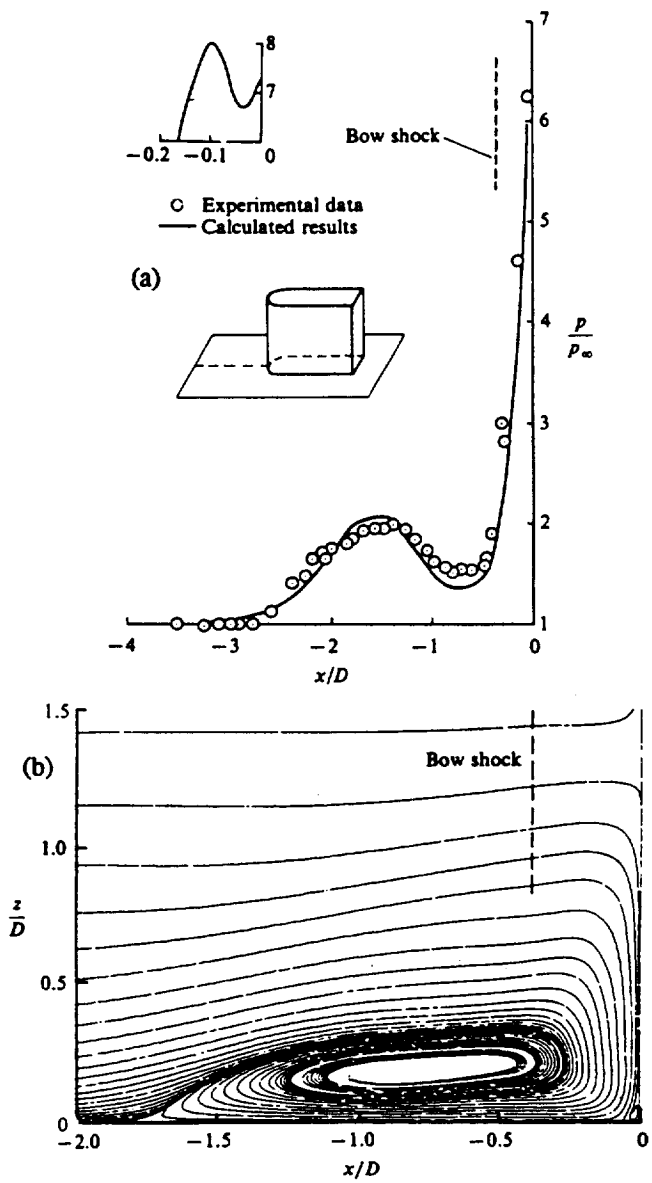 7
8
7
−0.2 −0.1 0
Bow shock
6
Experimental data
Calculated results
5
(a)
4
p
p∞
3
2
1
−4 −3 −2 −1 0
x/D
1.5
(b)
Bow shock
1.0
z
D
0.5
0
−2.0 −1.5 −1.0 −0.5 0
x/D